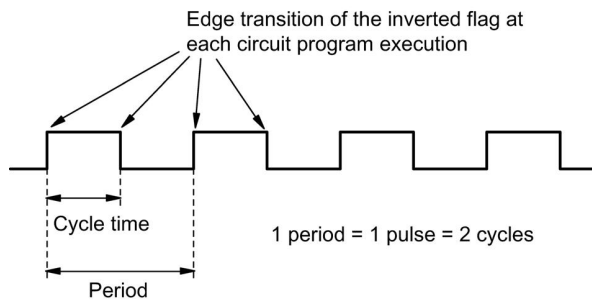 Edge transition of the inverted flag at
each circuit program execution
Cycle time
1 period = 1 pulse = 2 cycles
Period